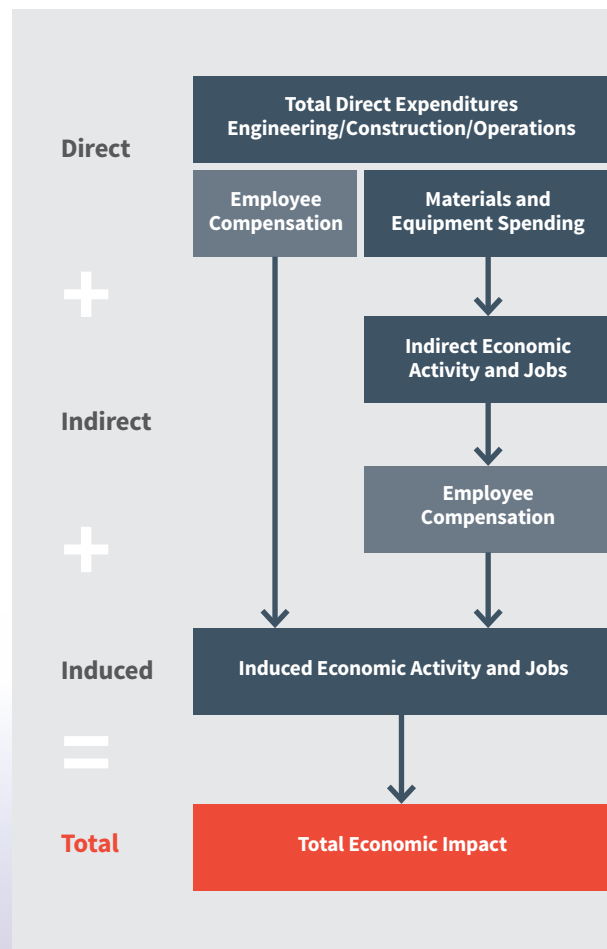 Direct
Total Direct Expenditures
Engineering/Construction/Operations
Employee
Compensation
Materials and
Equipment Spending
+
Indirect Economic
Activity and Jobs
Indirect
Employee
Compensation
+
Induced
Induced Economic Activity and Jobs
=
Total
Total Economic Impact